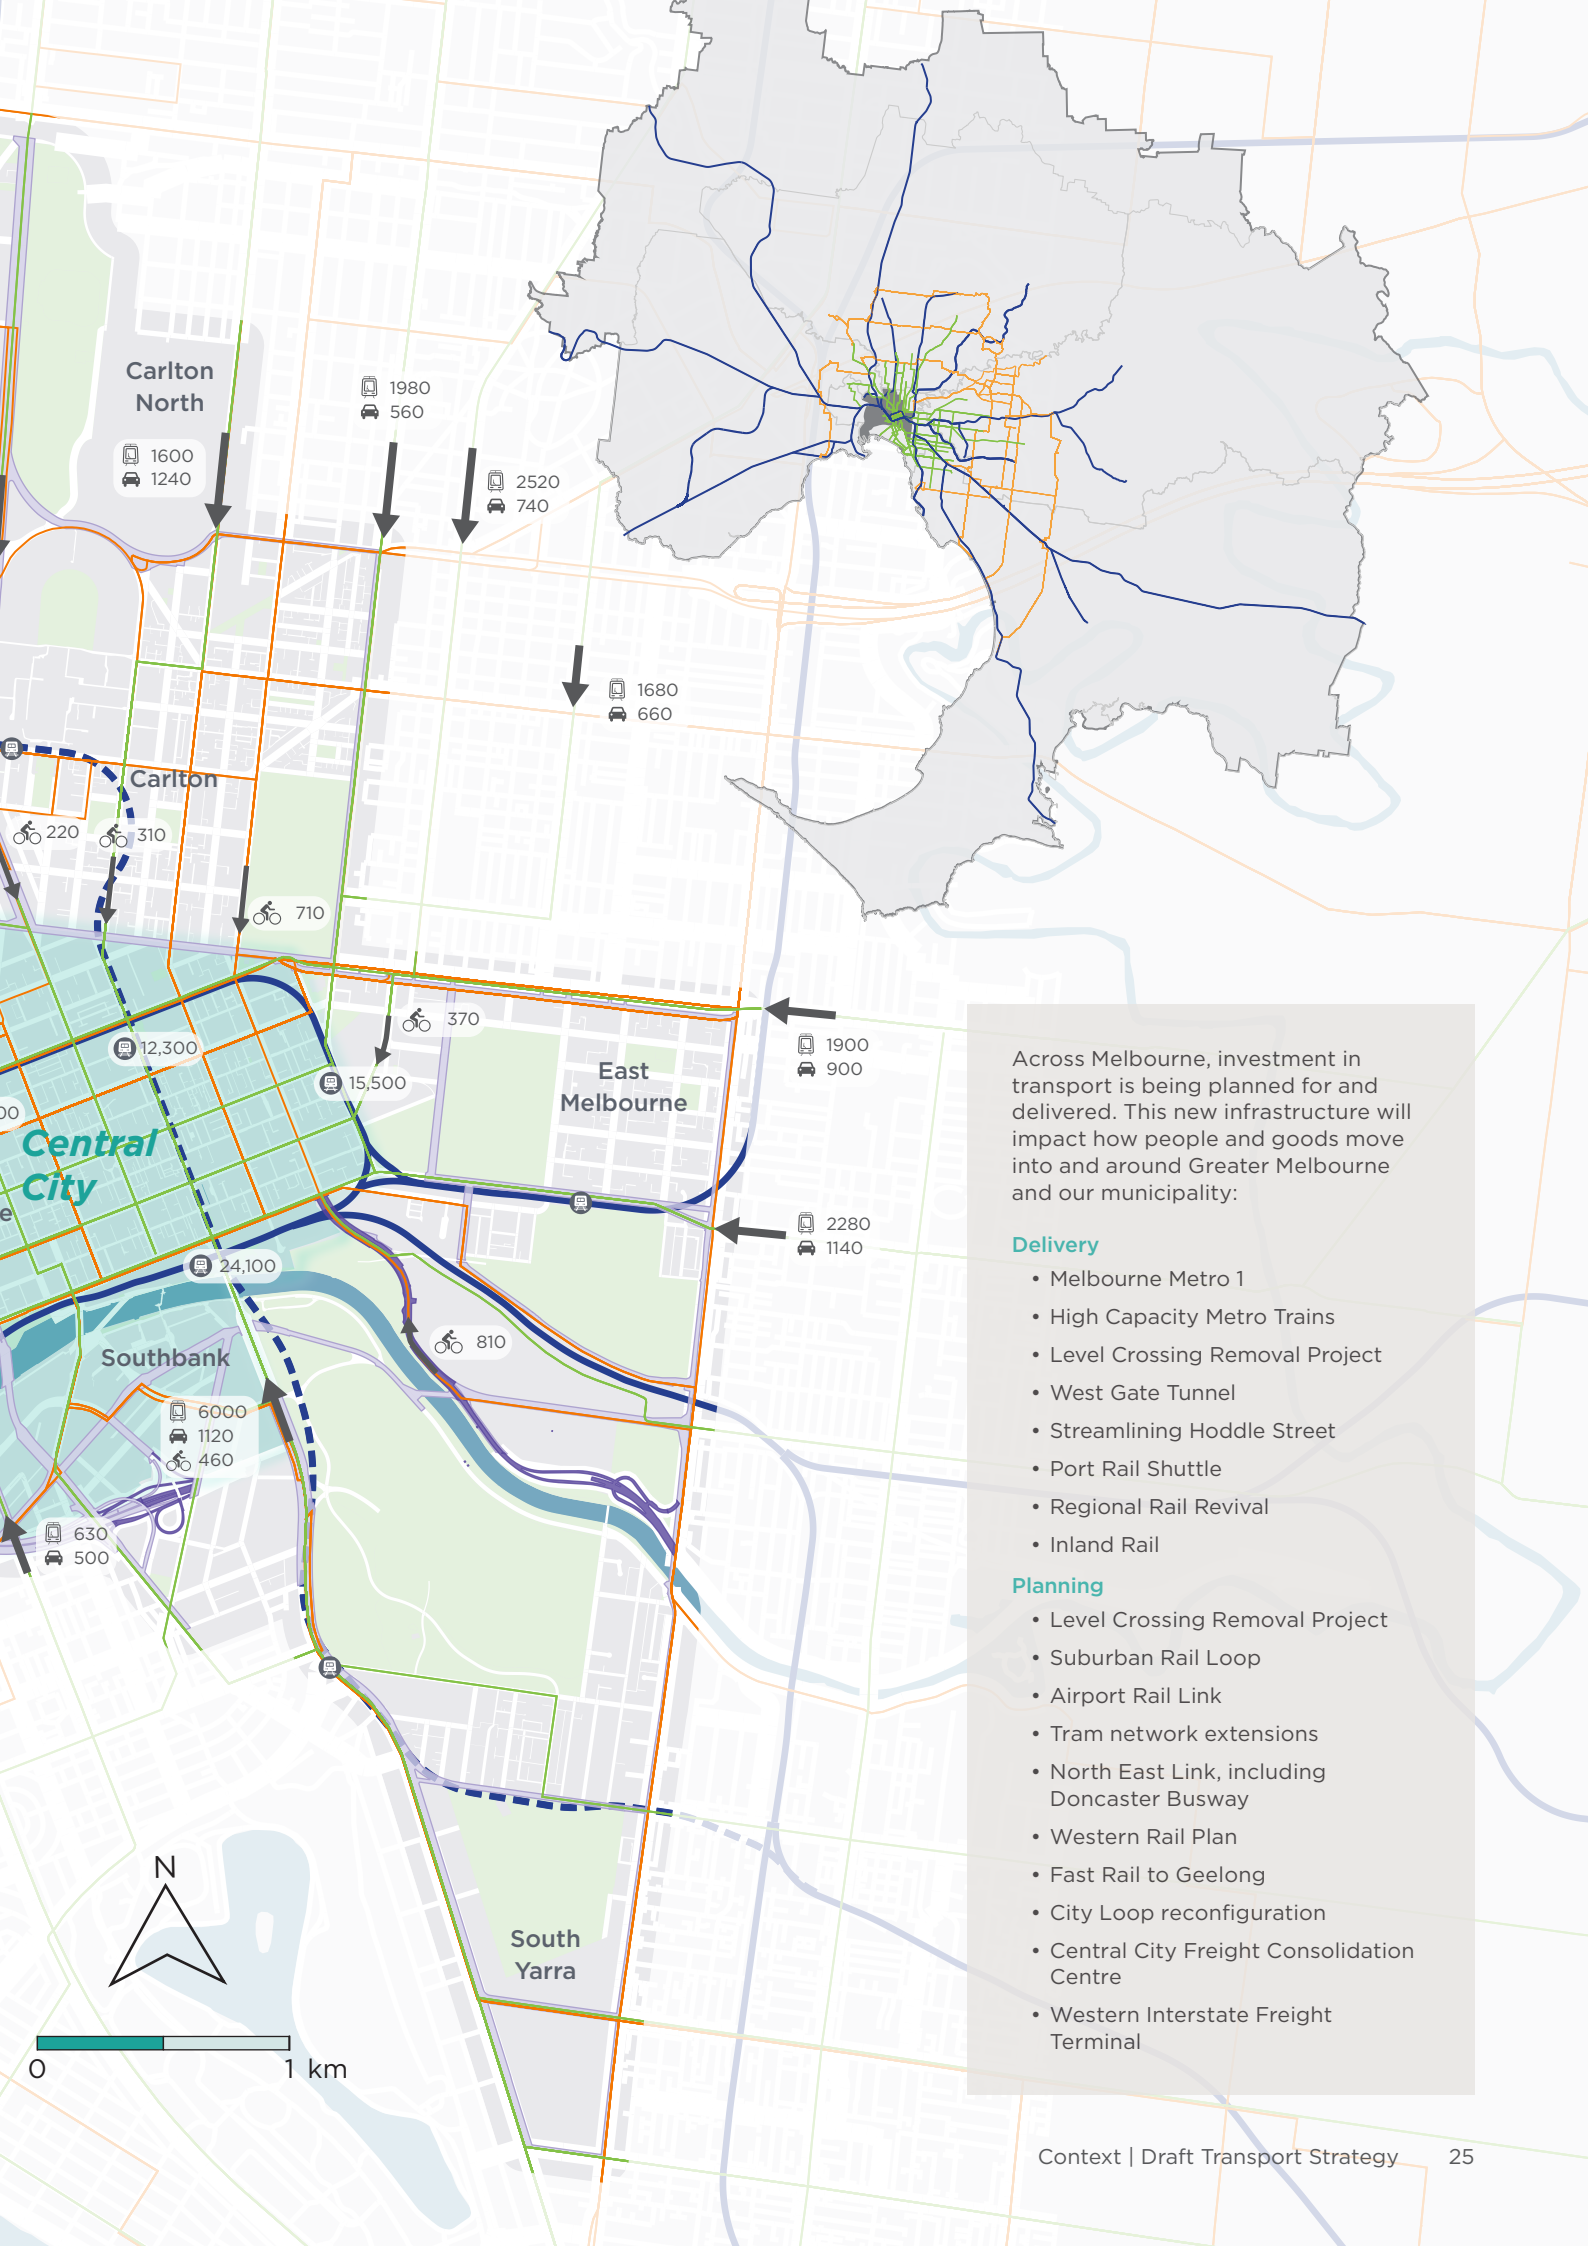 Carlton
North
1980
560
1600
1240
2520
740
1680
660
Carlton
220
310
710
370
12,300
15,500
East
Melbourne
1900
900
Central
City
2280
1140
24,100
810
Southbank
6000
1120
460
630
500
South
Yarra
N
0
1 km
Across Melbourne, investment in
transport is being planned for and
delivered. This new infrastructure will
impact how people and goods move
into and around Greater Melbourne
and our municipality:
Delivery
• Melbourne Metro 1
• High Capacity Metro Trains
• Level Crossing Removal Project
• West Gate Tunnel
• Streamlining Hoddle Street
• Port Rail Shuttle
• Regional Rail Revival
• Inland Rail
Planning
• Level Crossing Removal Project
• Suburban Rail Loop
• Airport Rail Link
• Tram network extensions
• North East Link, including
Doncaster Busway
• Western Rail Plan
• Fast Rail to Geelong
• City Loop reconfiguration
• Central City Freight Consolidation
Centre
• Western Interstate Freight
Terminal
Context | Draft Transport Strategy 25